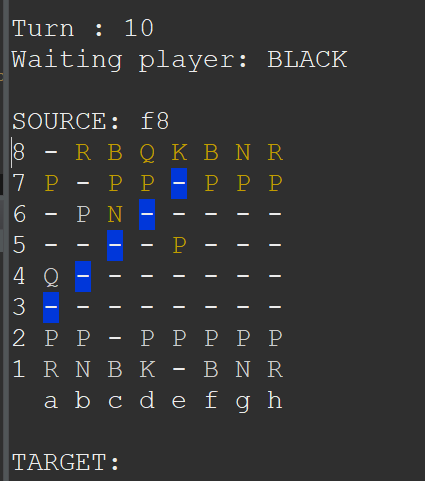 Turn : 10
Waiting player: BLACK
SOURCE: f8
8 - R B Q K B N R
7 P - P P - P P P
6 - P N - - - - -
5 - - - - P - - -
4 Q - - - - - - -
3 - - - - - - - -
2 P P - P P P P P
1 R N B K - B N R
a b c d e f g h
TARGET: